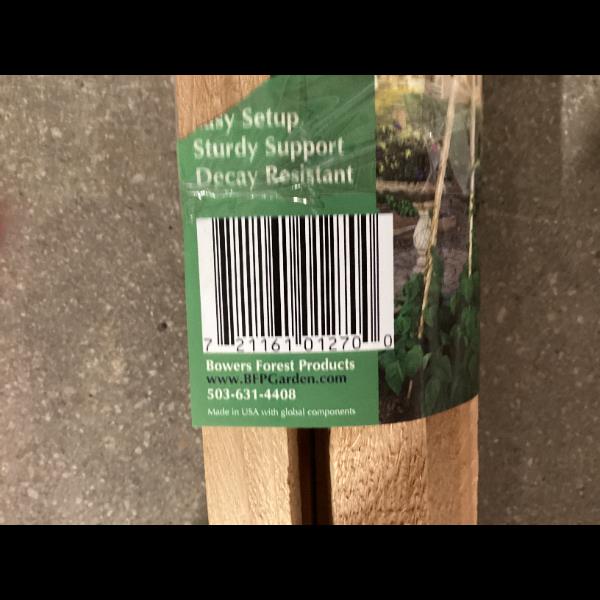 Setup
Sturdy Support
Decay Resistant
7 21161 01270 0
Bowers Forest Products
www.BFPGarden.com
503-631-4408
Made in USA with global components